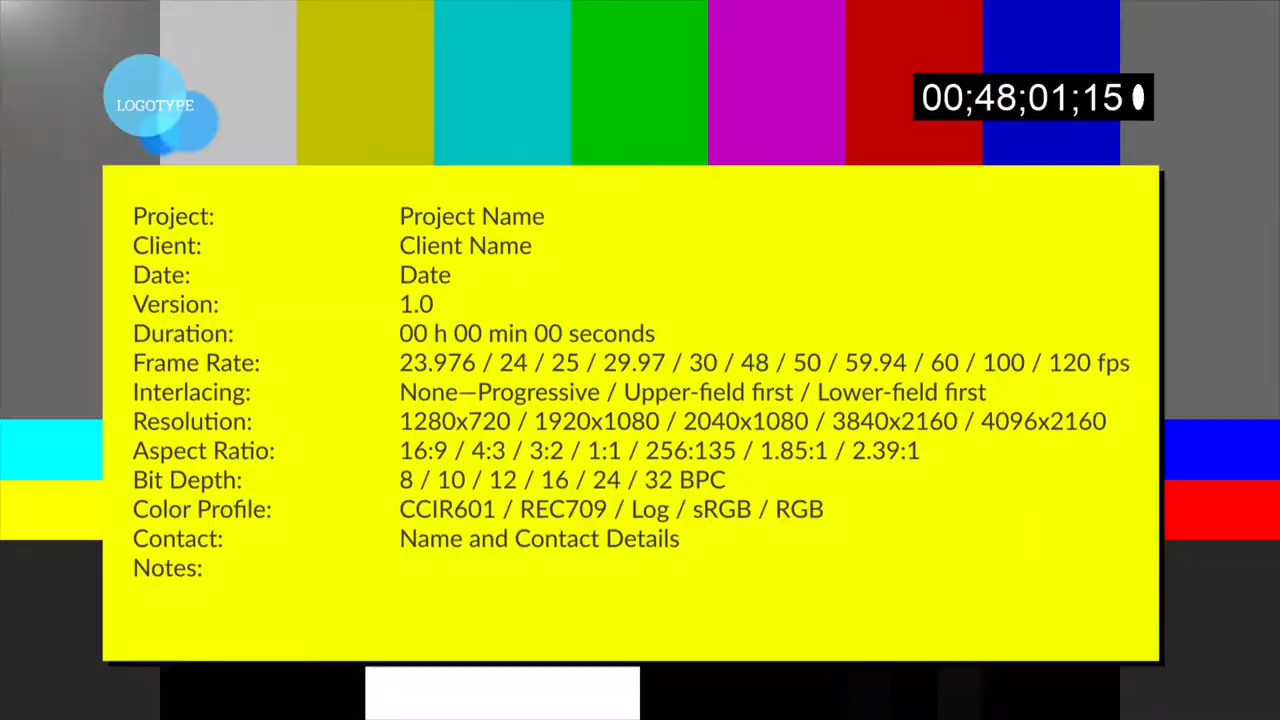 LOGOTYPE
00;48;01;15
Project: Project Name
Client: Client Name
Date: Date
Version: 1.0
Duration: 00 h 00 min 00 seconds
Frame Rate: 23.976 / 24 / 25 / 29.97 / 30 / 48 / 50 / 59.94 / 60 / 100 / 120 fps
Interlacing: None—Progressive / Upper-field first / Lower-field first
Resolution: 1280x720 / 1920x1080 / 2040x1080 / 3840x2160 / 4096x2160
Aspect Ratio: 16:9 / 4:3 / 3:2 / 1:1 / 256:135 / 1.85:1 / 2.39:1
Bit Depth: 8 / 10 / 12 / 16 / 24 / 32 BPC
Color Profile: CCIR601 / REC709 / Log / sRGB / RGB
Contact: Name and Contact Details
Notes: